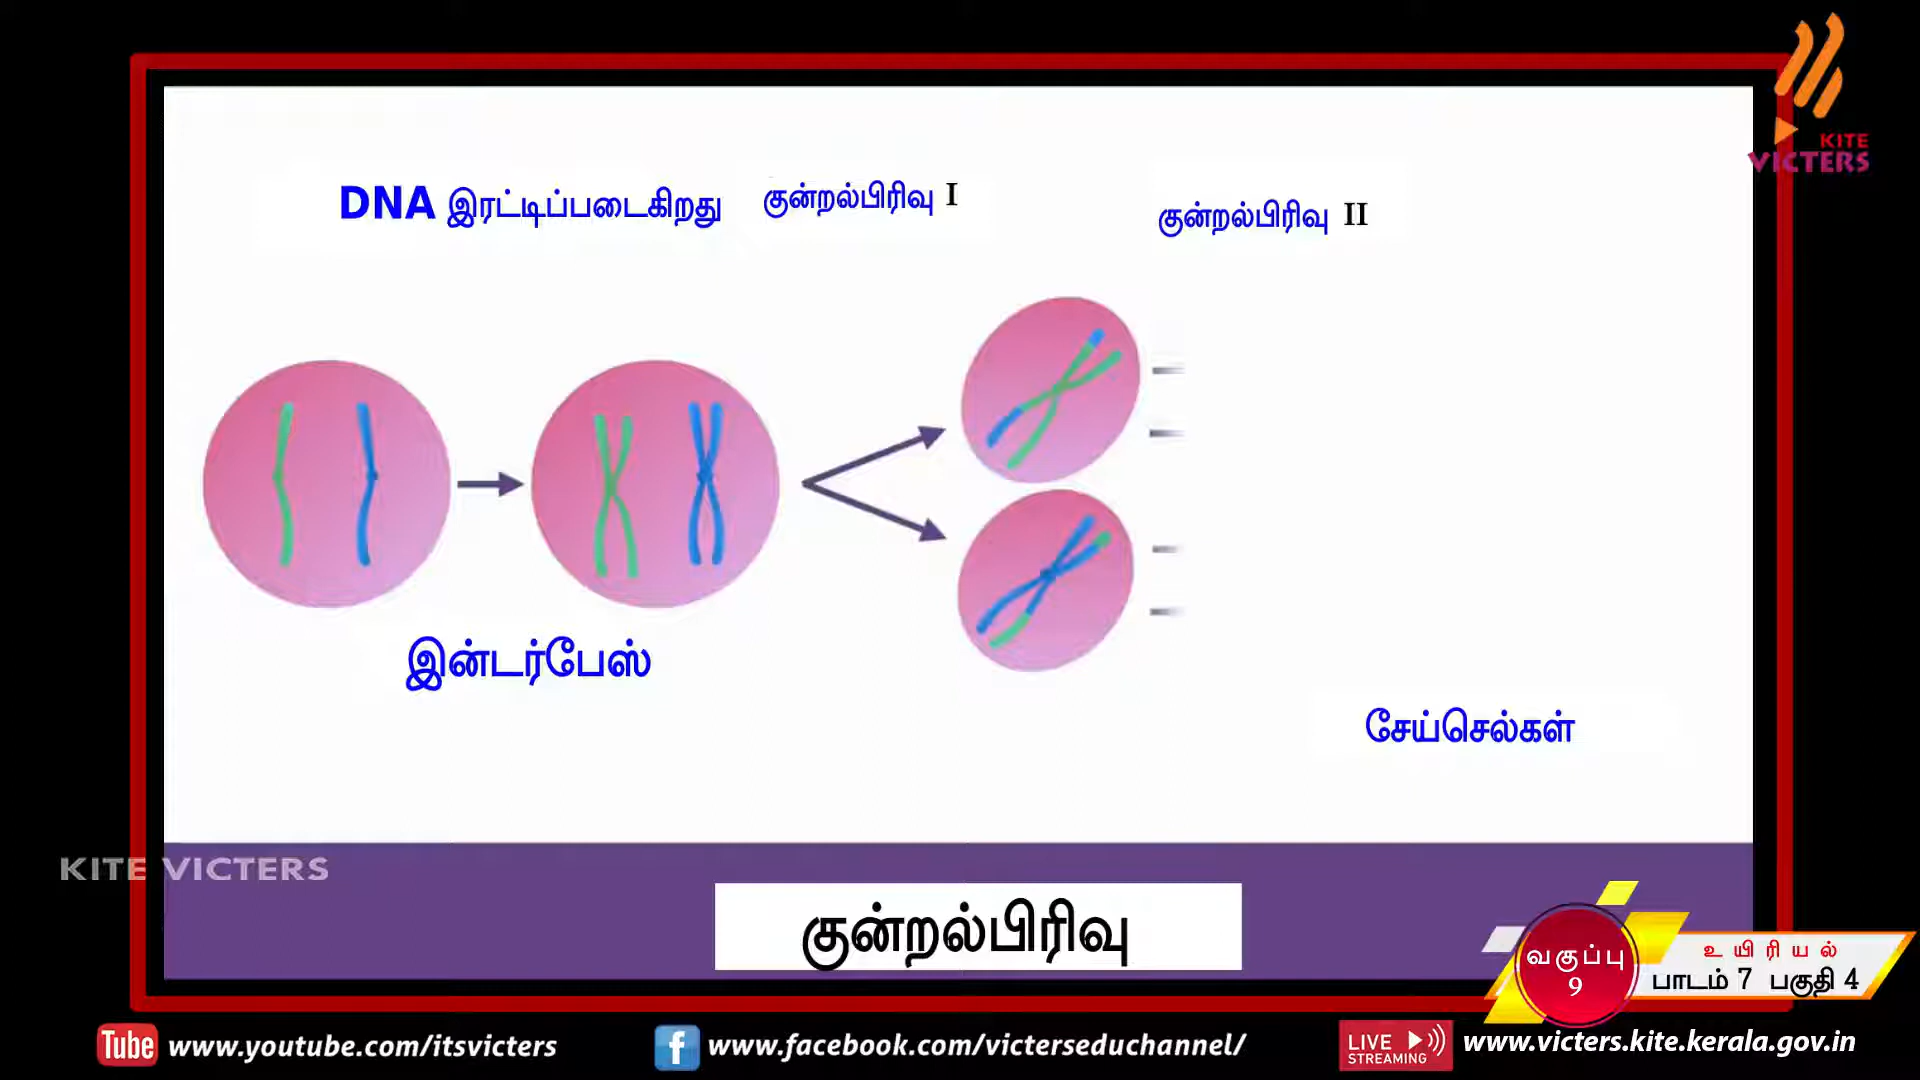 KITE
VICTERS
DNA இரட்டிப்படைகிறது
குன்றல்பிரிவு I
குன்றல்பிரிவு II
இன்டர்பேஸ்
சேய்செல்கள்
KITE VICTERS
குன்றல்பிரிவு
வகுப்பு
9
உயிரியல்
பாடம் 7 பகுதி 4
You Tube www.youtube.com/itsvicters
f www.facebook.com/victerseduchannel/
LIVE
STREAMING
www.victers.kite.kerala.gov.in